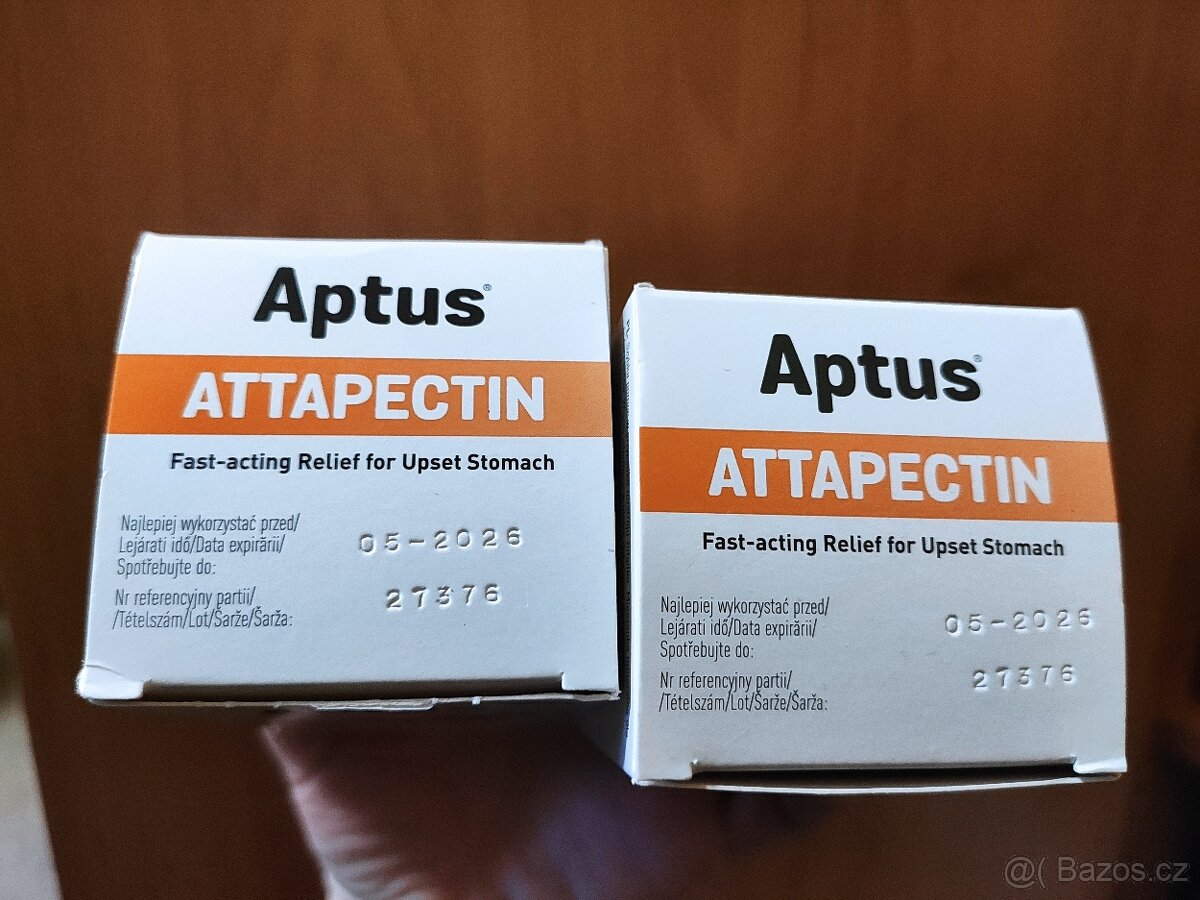 Aptus®
ATTAPECTIN
Fast-acting Relief for Upset Stomach
Najlepiej wykorzystać przed/
Lejárati idő/Data expirării/
Spotřebujte do:
05-2026
Nr referencyjny partii/
/Tételszám/Lot/Šarže/Šarža:
27376
Aptus®
ATTAPECTIN
Fast-acting Relief for Upset Stomach
Najlepiej wykorzystać przed/
Lejárati idő/Data expirării/
Spotřebujte do:
05-2026
Nr referencyjny partii/
/Tételszám/Lot/Šarže/Šarža:
27376
@( Bazos.cz